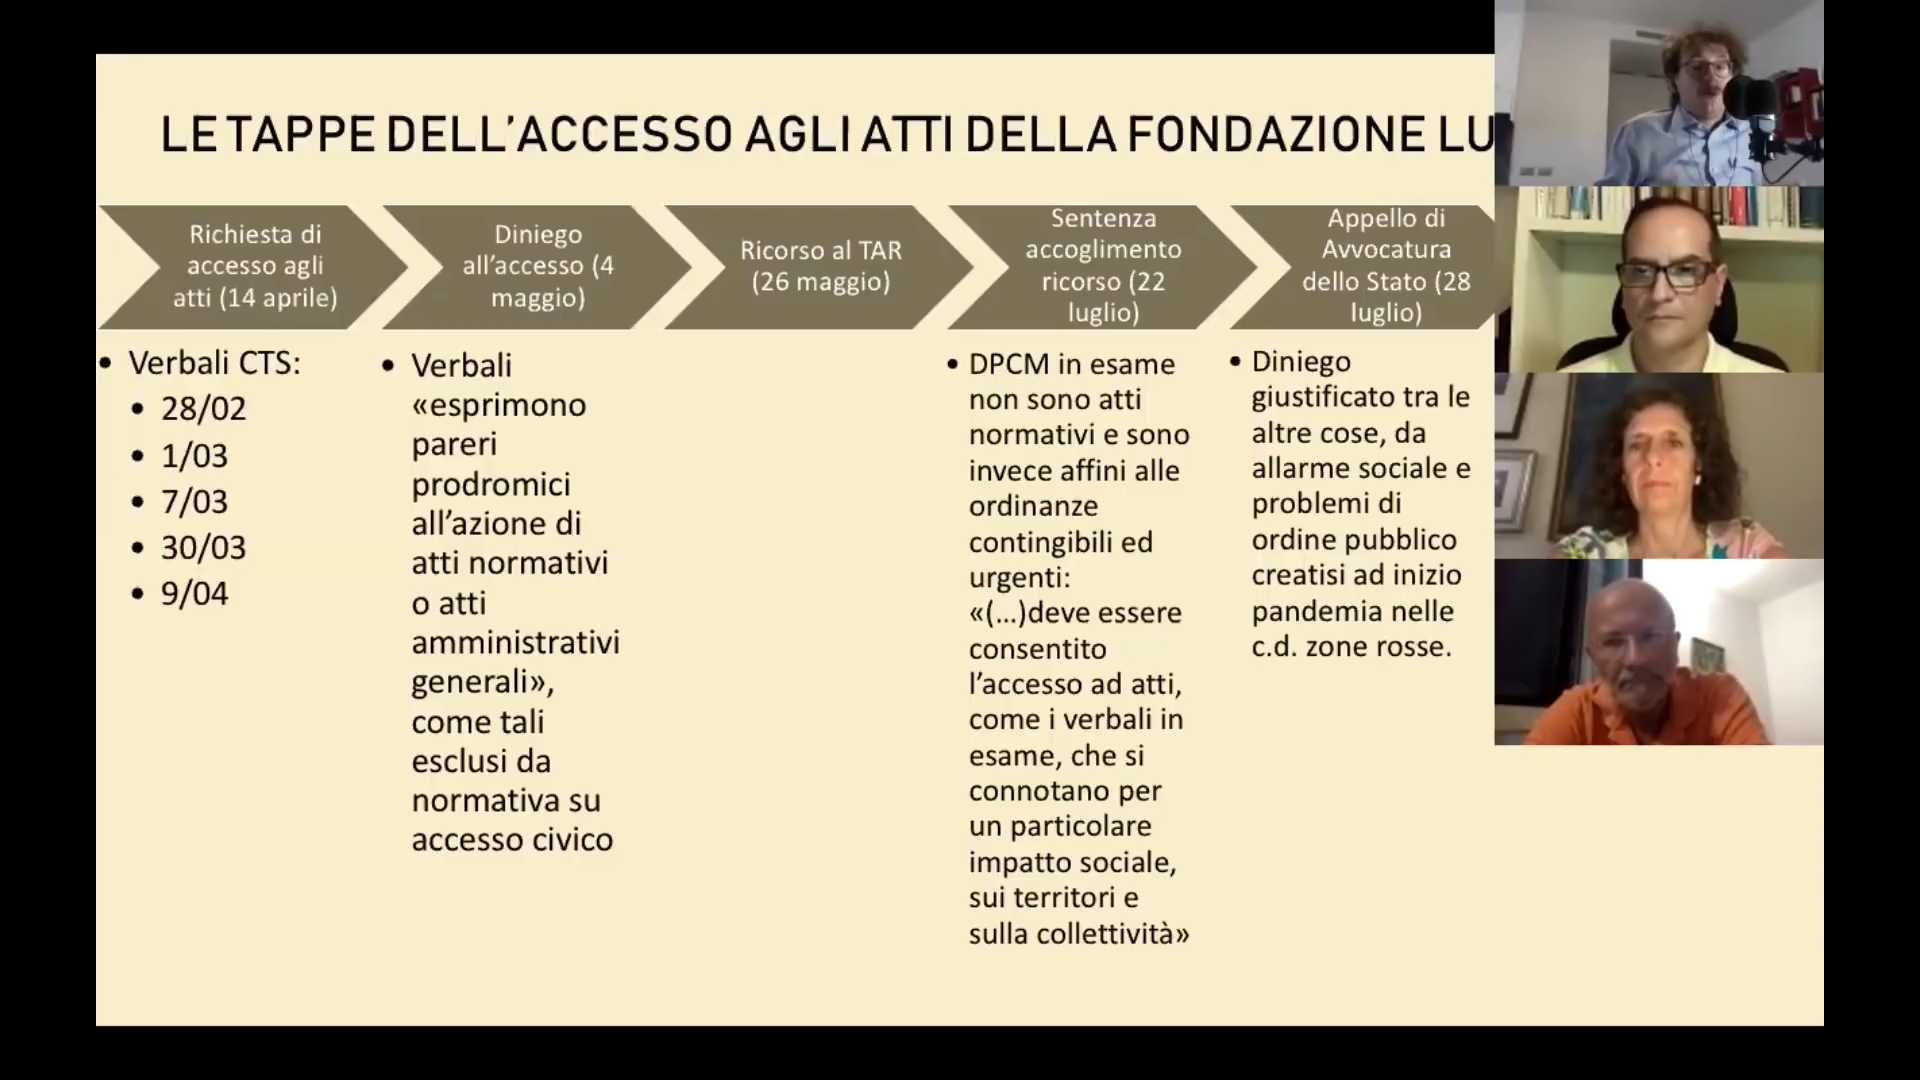 LE TAPPE DELL'ACCESSO AGLI ATTI DELLA FONDAZIONE LU
Richiesta di
accesso agli
atti (14 aprile)
• Verbali CTS:
• 28/02
• 1/03
• 7/03
• 30/03
• 9/04
Diniego
all'accesso (4
maggio)
• Verbali
«esprimono
pareri
prodromici
all'azione di
atti normativi
o atti
amministrativi
generali»,
come tali
esclusi da
normativa su
accesso civico
Ricorso al TAR
(26 maggio)
Sentenza
accoglimento
ricorso (22
luglio)
• DPCM in esame
non sono atti
normativi e sono
invece affini alle
ordinanze
contingibili ed
urgenti:
«(...)deve essere
consentito
l'accesso ad atti,
come i verbali in
esame, che si
connotano per
un particolare
impatto sociale,
sui territori e
sulla collettività»
Appello di
Avvocatura
dello Stato (28
luglio)
• Diniego
giustificato tra le
altre cose, da
allarme sociale e
problemi di
ordine pubblico
creatisi ad inizio
pandemia nelle
c.d. zone rosse.